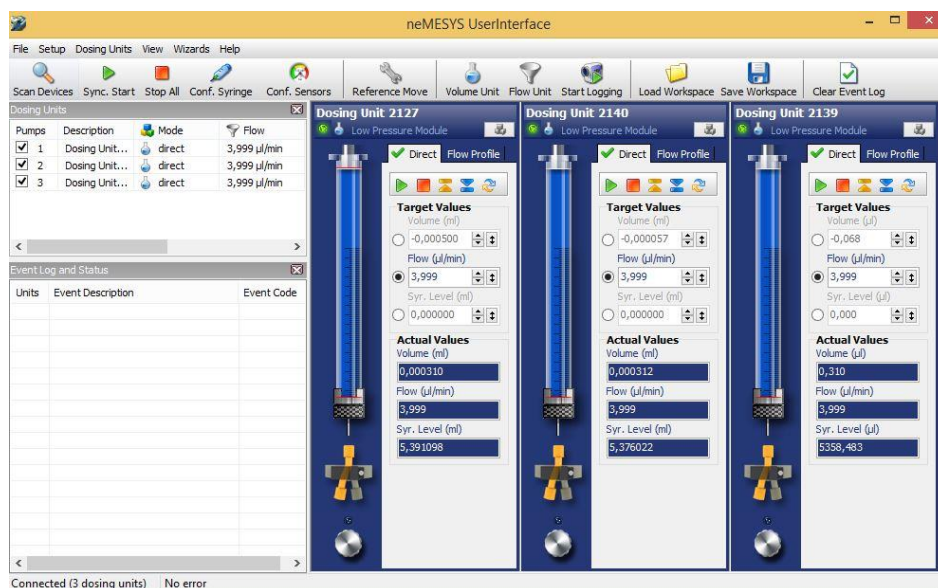 neMESYS UserInterface
File Setup Dosing Units View Wizards Help
Scan Devices Sync. Start Stop All Conf. Syringe Conf. Sensors Reference Move Volume Unit Flow Unit Start Logging Load Workspace Save Workspace Clear Event Log
Dosing Units
Pumps Description Mode Flow
1 Dosing Unit... direct 3,999 µl/min
2 Dosing Unit... direct 3,999 µl/min
3 Dosing Unit... direct 3,999 µl/min
Event Log and Status
Units Event Description Event Code
Dosing Unit 2127
Low Pressure Module
Direct Flow Profile
Target Values
Volume (ml)
-0,000500
Flow (µl/min)
3,999
Syr. Level (ml)
0,000000
Actual Values
Volume (ml)
0,000310
Flow (µl/min)
3,999
Syr. Level (ml)
5,391098
Dosing Unit 2140
Low Pressure Module
Direct Flow Profile
Target Values
Volume (ml)
-0,000057
Flow (µl/min)
3,999
Syr. Level (ml)
0,000000
Actual Values
Volume (ml)
0,000312
Flow (µl/min)
3,999
Syr. Level (ml)
5,376022
Dosing Unit 2139
Low Pressure Module
Direct Flow Profile
Target Values
Volume (µl)
-0,068
Flow (µl/min)
3,999
Syr. Level (µl)
0,000
Actual Values
Volume (µl)
0,310
Flow (µl/min)
3,999
Syr. Level (µl)
5358,483
Connected (3 dosing units) No error